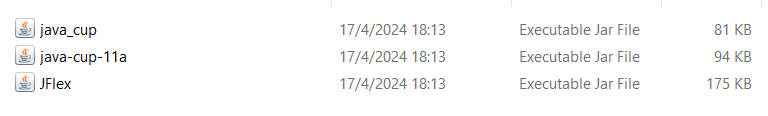 java_cup 17/4/2024 18:13 Executable Jar File 81 KB
java-cup-11a 17/4/2024 18:13 Executable Jar File 94 KB
JFlex 17/4/2024 18:13 Executable Jar File 175 KB